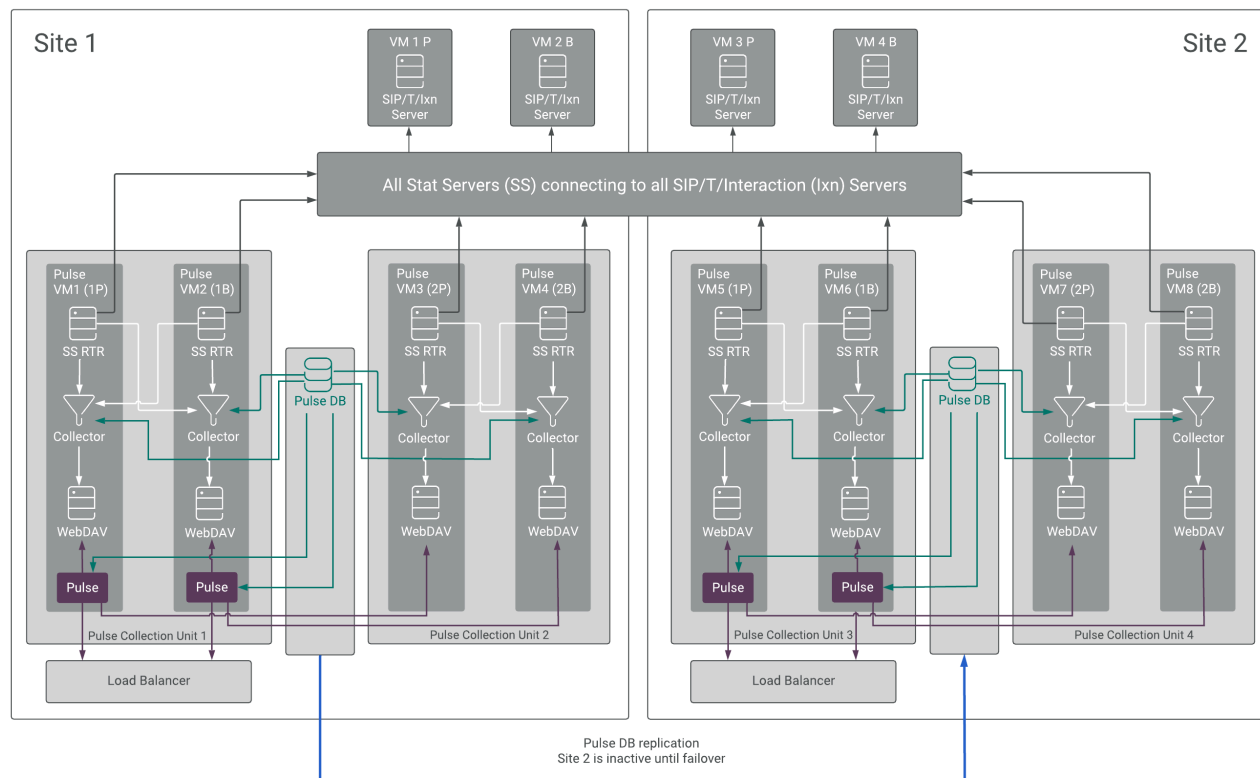 Site 1
Site 2
VM 1 P
SIP/T/Ixn
Server
VM 2 B
SIP/T/Ixn
Server
VM 3 P
SIP/T/Ixn
Server
VM 4 B
SIP/T/Ixn
Server
All Stat Servers (SS) connecting to all SIP/T/Interaction (Ixn) Servers
Pulse
VM1 (1P)
SS RTR
Collector
WebDAV
Pulse
Pulse
VM2 (1B)
SS RTR
Collector
WebDAV
Pulse
Pulse Collection Unit 1
Pulse DB
Pulse
VM3 (2P)
SS RTR
Collector
WebDAV
Pulse
VM4 (2B)
SS RTR
Collector
WebDAV
Pulse Collection Unit 2
Load Balancer
Pulse
VM5 (1P)
SS RTR
Collector
WebDAV
Pulse
Pulse
VM6 (1B)
SS RTR
Collector
WebDAV
Pulse
Pulse Collection Unit 3
Pulse DB
Pulse
VM7 (2P)
SS RTR
Collector
WebDAV
Pulse
VM8 (2B)
SS RTR
Collector
WebDAV
Pulse Collection Unit 4
Load Balancer
Pulse DB replication
Site 2 is inactive until failover